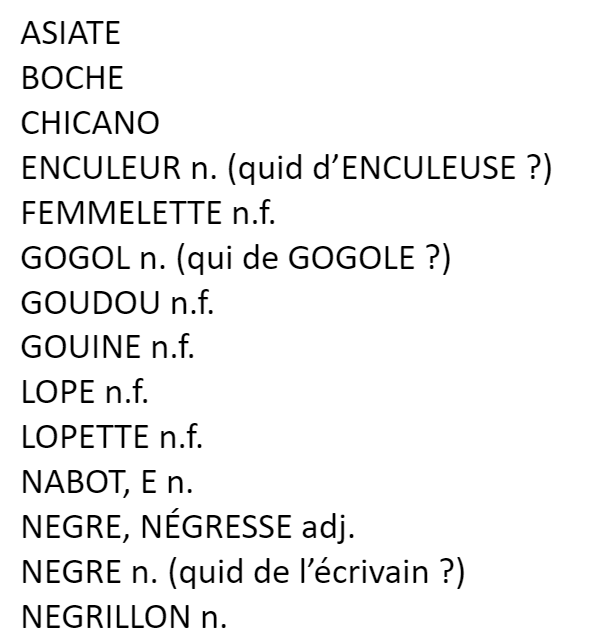 ASIATE
BOCHE
CHICANO
ENCULEUR n. (quid d’ENCULEUSE ?)
FEMMELETTE n.f.
GOGOL n. (qui de GOGOLE ?)
GOUDOU n.f.
GOUINE n.f.
LOPE n.f.
LOPETTE n.f.
NABOT, E n.
NEGRE, NÉGRESSE adj.
NEGRE n. (quid de l’écrivain ?)
NEGRILLON n.